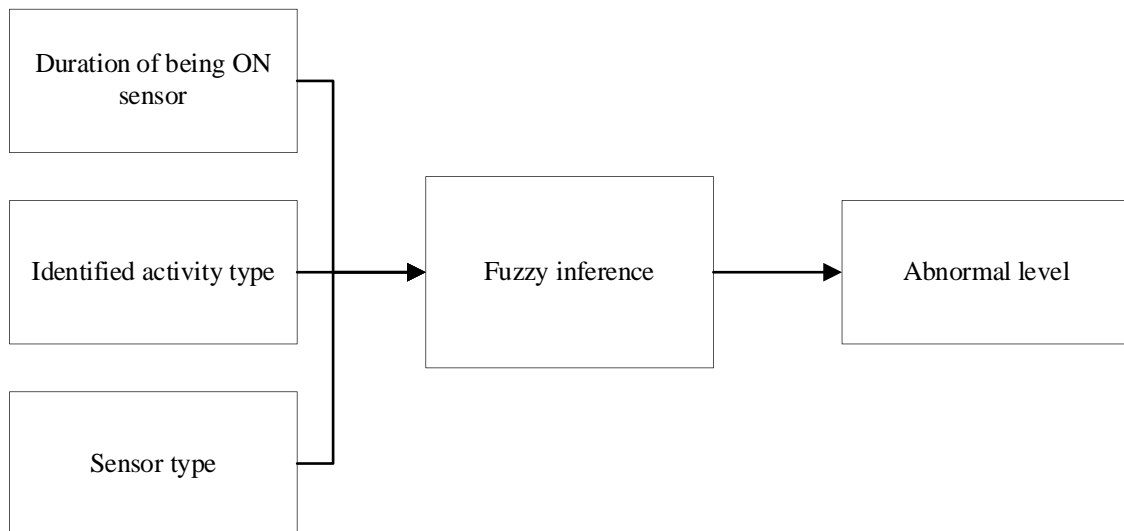 Duration of being ON
sensor
Identified activity type
Sensor type
Fuzzy inference
Abnormal level